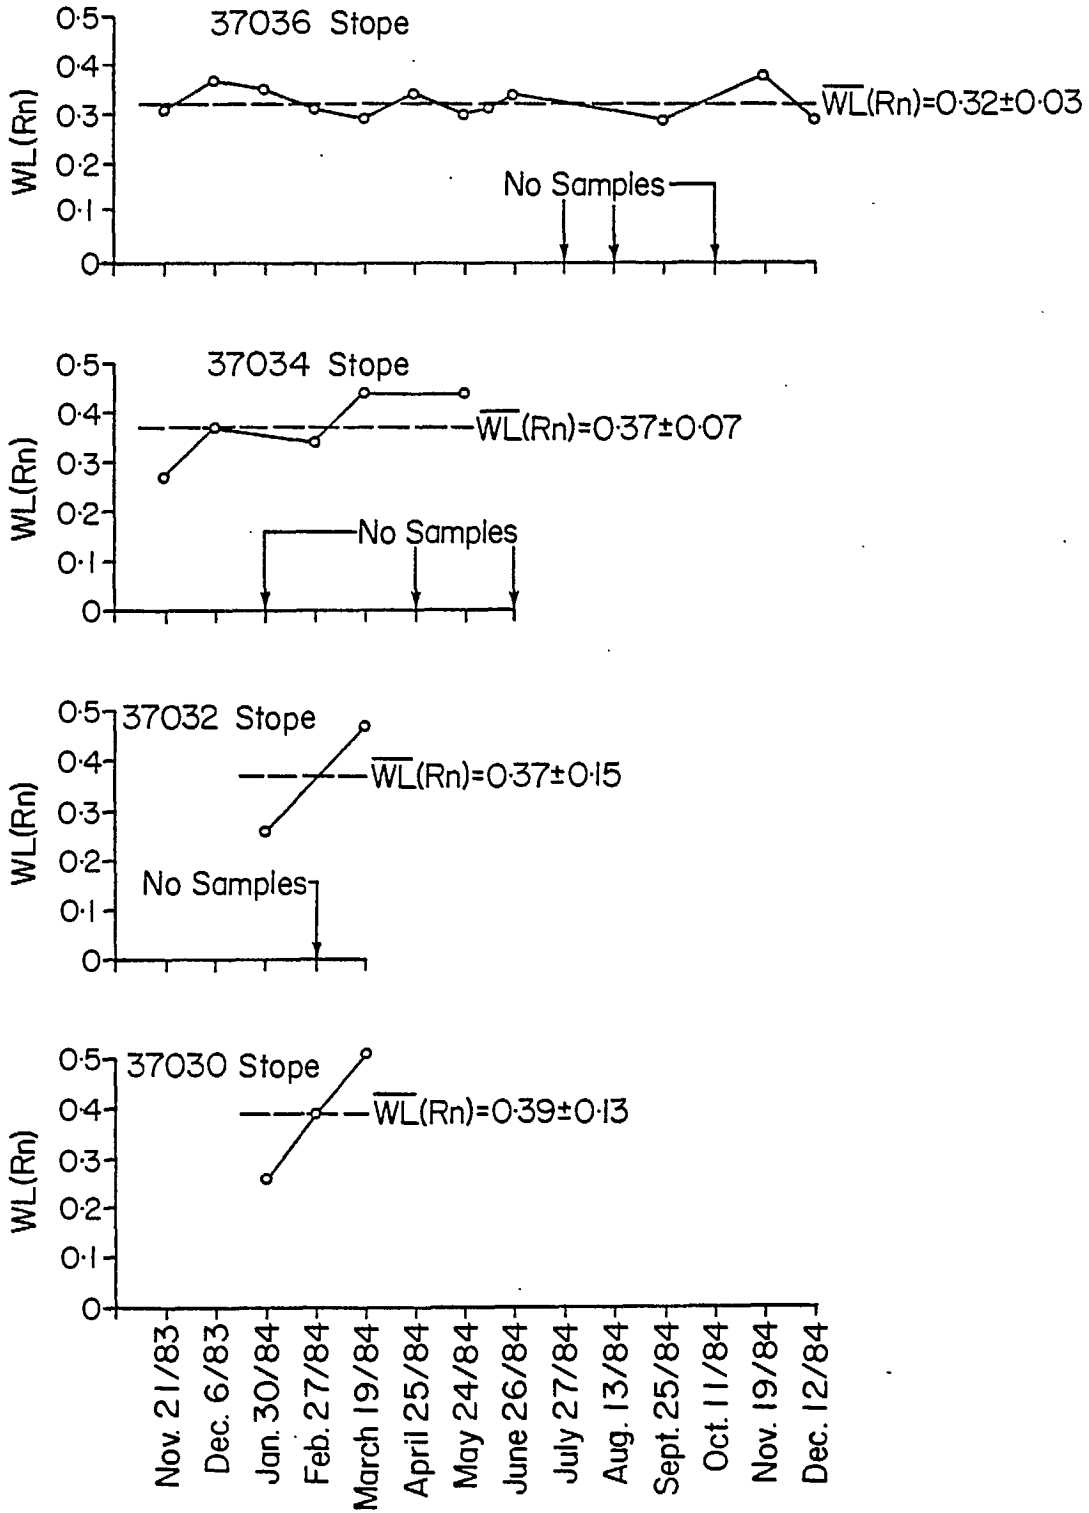 37036 Stope
0.5
0.4
0.3
0.2
0.1
0
WL(Rn)
WL(Rn)=0.32±0.03
No Samples
37034 Stope
0.5
0.4
0.3
0.2
0.1
0
WL(Rn)
WL(Rn)=0.37±0.07
No Samples
37032 Stope
0.5
0.4
0.3
0.2
0.1
0
WL(Rn)
WL(Rn)=0.37±0.15
No Samples
37030 Stope
0.5
0.4
0.3
0.2
0.1
0
WL(Rn)
WL(Rn)=0.39±0.13
Nov. 21/83
Dec. 6/83
Jan. 30/84
Feb. 27/84
March 19/84
April 25/84
May 24/84
June 26/84
July 27/84
Aug. 13/84
Sept. 25/84
Oct. 11/84
Nov. 19/84
Dec. 12/84